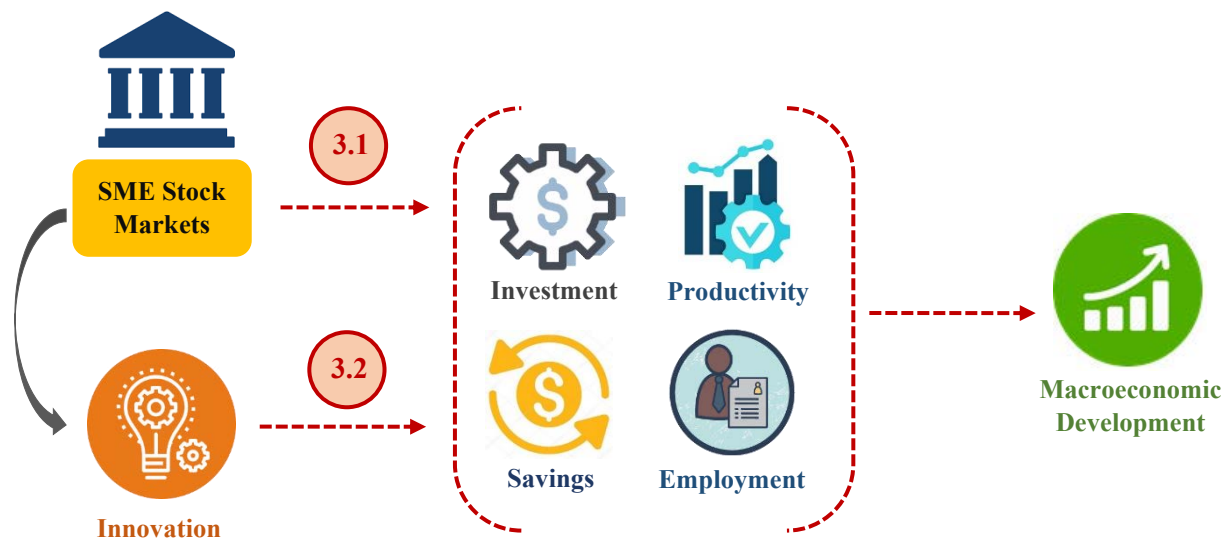 3.1
SME Stock
Markets
$
Investment
Productivity
3.2
$
Savings
Employment
Macroeconomic
Development
Innovation